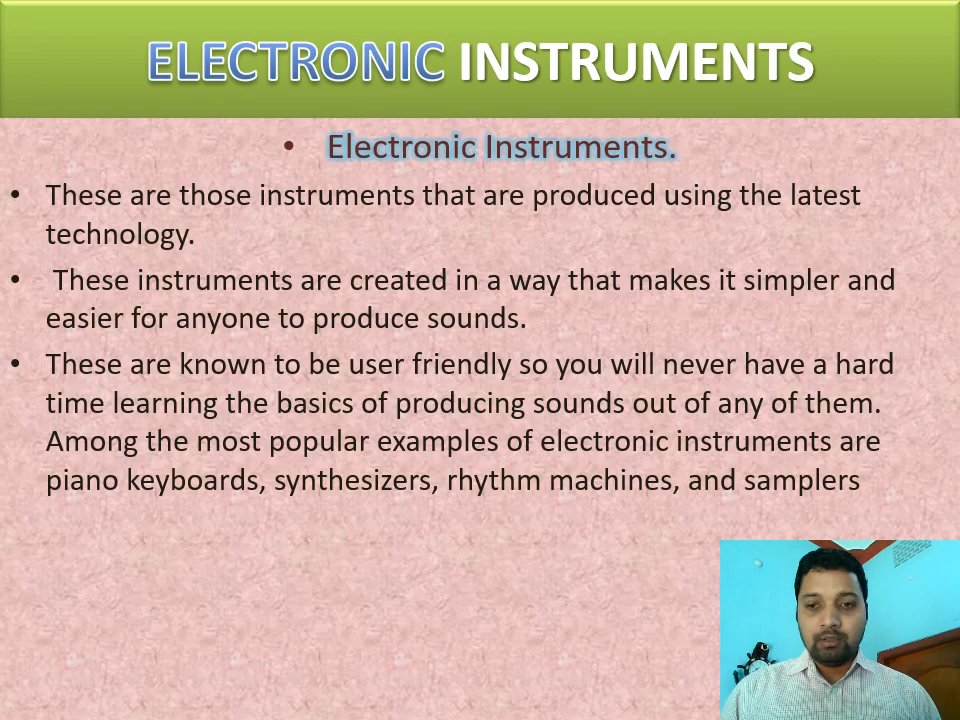 ELECTRONIC INSTRUMENTS
• Electronic Instruments.
• These are those instruments that are produced using the latest
technology.
• These instruments are created in a way that makes it simpler and
easier for anyone to produce sounds.
• These are known to be user friendly so you will never have a hard
time learning the basics of producing sounds out of any of them.
Among the most popular examples of electronic instruments are
piano keyboards, synthesizers, rhythm machines, and samplers